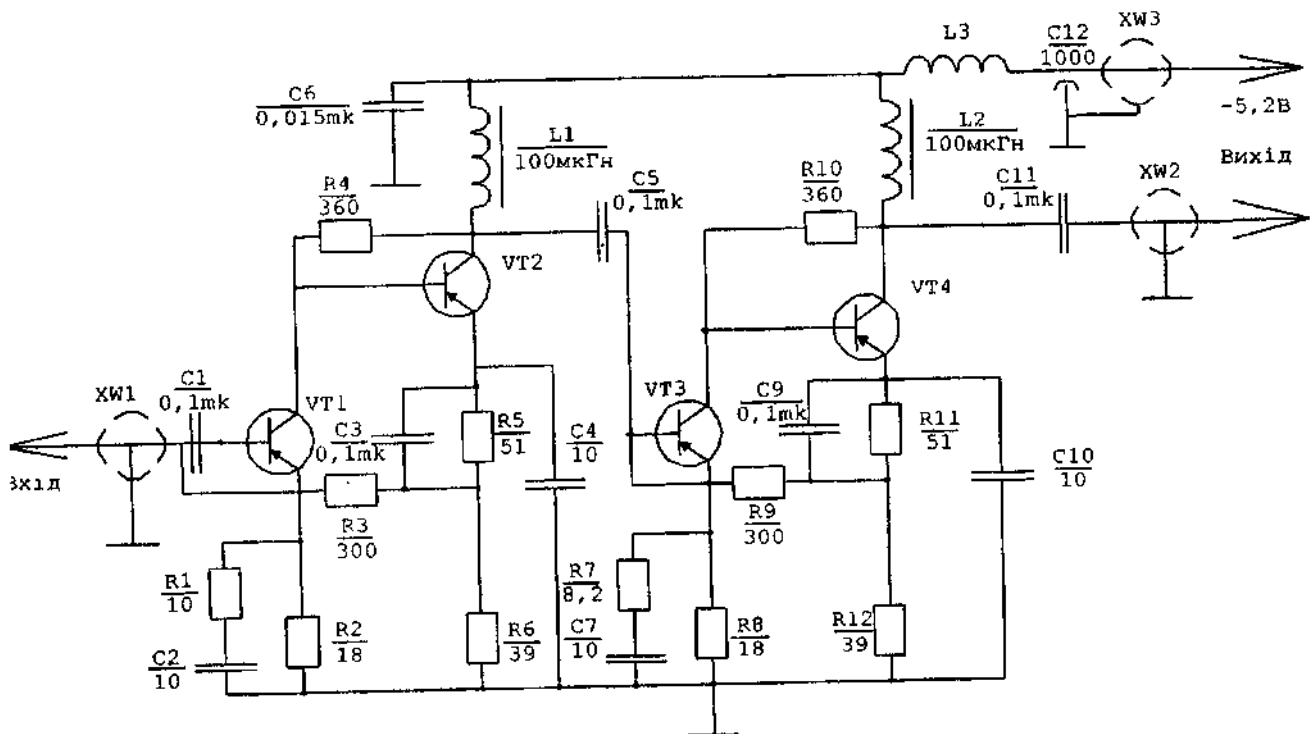 C12
1000
XW3
L3
C6
0,015mk
L1
100мкГн
L2
100мкГн
-5,2В
Вихід
R4
360
C5
0,1mk
R10
360
C11
0,1mk
XW2
VT2
VT4
XW1
C1
0,1mk
VT1
C3
0,1mk
R5
51
C4
10
VT3
C9
0,1mk
R11
51
C10
10
Вхід
R3
300
R9
300
R1
10
R7
8,2
R2
18
R6
39
C7
10
R8
18
R12
39
C2
10